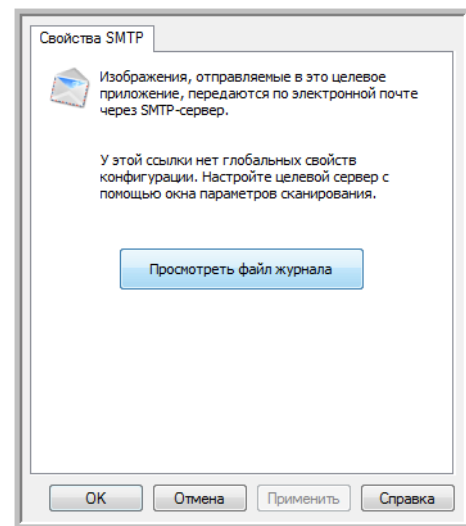 Свойства SMTP
Изображения, отправляемые в это целевое
приложение, передаются по электронной почте
через SMTP-сервер.
У этой ссылки нет глобальных свойств
конфигурации. Настройте целевой сервер с
помощью окна параметров сканирования.
Просмотреть файл журнала
OK Отмена Применить Справка